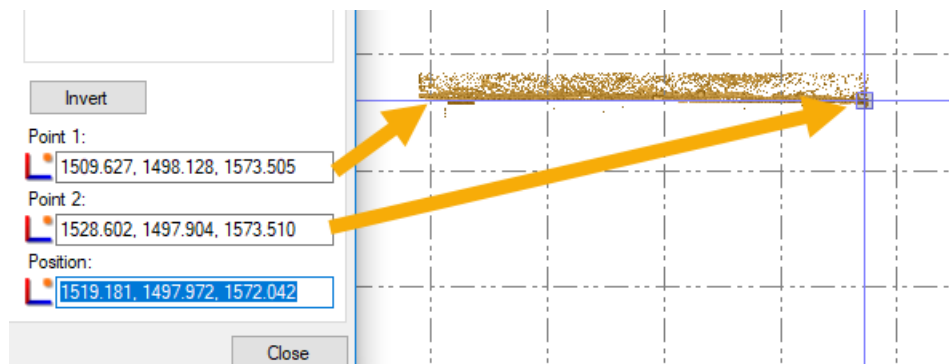 Invert
Point 1:
1509.627, 1498.128, 1573.505
Point 2:
1528.602, 1497.904, 1573.510
Position:
1519.181, 1497.972, 1572.042
Close